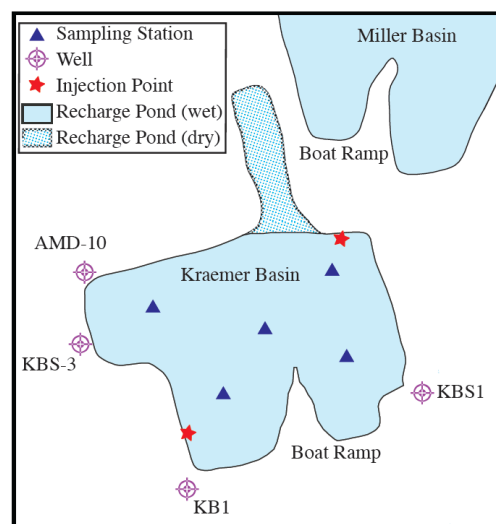 Sampling Station
Well
Injection Point
Recharge Pond (wet)
Recharge Pond (dry)
Miller Basin
Boat Ramp
AMD-10
Kraemer Basin
KBS-3
KBS1
Boat Ramp
KB1